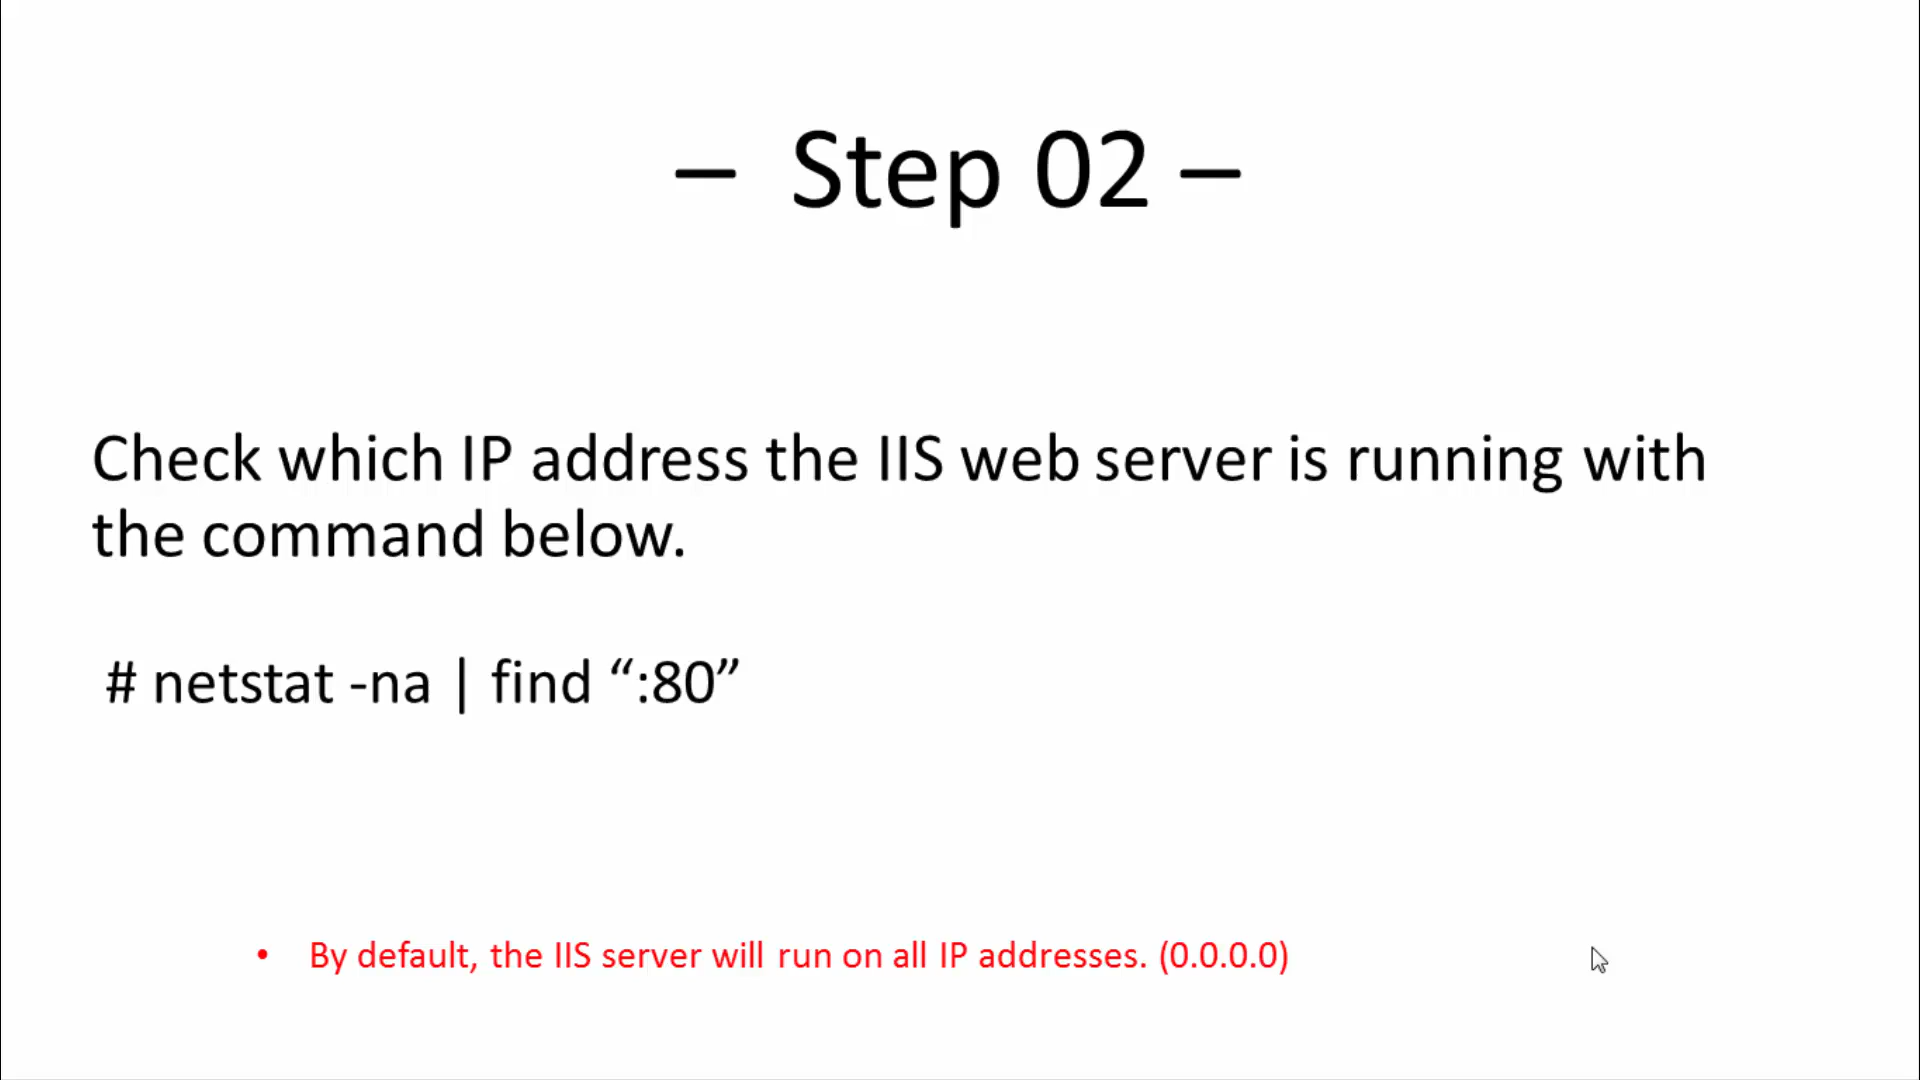 – Step 02 –
Check which IP address the IIS web server is running with
the command below.
# netstat -na | find “:80”
• By default, the IIS server will run on all IP addresses. (0.0.0.0)